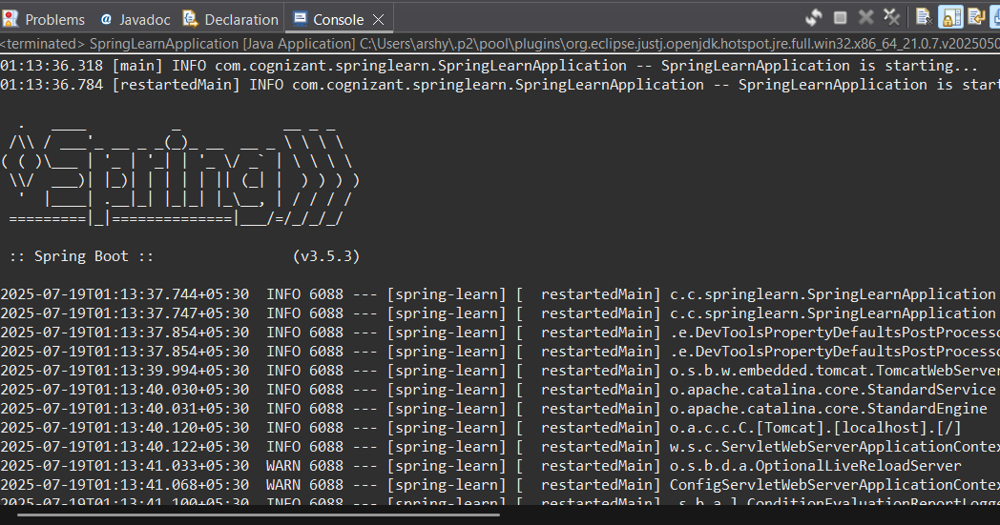 Problems @ Javadoc Declaration Console
<terminated> SpringLearnApplication [Java Application] C:\Users\arshy\.p2\pool\plugins\org.eclipse.justj.openjdk.hotspot.jre.full.win32.x86_64_21.0.7.v2025050
01:13:36.318 [main] INFO com.cognizant.springlearn.SpringLearnApplication -- SpringLearnApplication is starting...
01:13:36.784 [restartedMain] INFO com.cognizant.springlearn.SpringLearnApplication -- SpringLearnApplication is start
  .   ____          _            __ _ _
 /\\ / ___'_ __ _ _(_)_ __  __ _ \ \ \ \
( ( )\___ | '_ | '_| | '_ \/ _` | \ \ \ \
 \\/  ___)| |_)| | | | | || (_| |  ) ) ) )
  '  |____| .__|_| |_|_| |_\__, | / / / /
 =========|_|==============|___/=/_/_/_/
 :: Spring Boot ::                (v3.5.3)
2025-07-19T01:13:37.744+05:30  INFO 6088 --- [spring-learn] [  restartedMain] c.c.springlearn.SpringLearnApplication
2025-07-19T01:13:37.747+05:30  INFO 6088 --- [spring-learn] [  restartedMain] c.c.springlearn.SpringLearnApplication
2025-07-19T01:13:37.854+05:30  INFO 6088 --- [spring-learn] [  restartedMain] .e.DevToolsPropertyDefaultsPostProcesso
2025-07-19T01:13:37.854+05:30  INFO 6088 --- [spring-learn] [  restartedMain] .e.DevToolsPropertyDefaultsPostProcesso
2025-07-19T01:13:39.994+05:30  INFO 6088 --- [spring-learn] [  restartedMain] o.s.b.w.embedded.tomcat.TomcatWebServer
2025-07-19T01:13:40.030+05:30  INFO 6088 --- [spring-learn] [  restartedMain] o.apache.catalina.core.StandardService
2025-07-19T01:13:40.031+05:30  INFO 6088 --- [spring-learn] [  restartedMain] o.apache.catalina.core.StandardEngine
2025-07-19T01:13:40.120+05:30  INFO 6088 --- [spring-learn] [  restartedMain] o.a.c.c.C.[Tomcat].[localhost].[/]
2025-07-19T01:13:40.122+05:30  INFO 6088 --- [spring-learn] [  restartedMain] w.s.c.ServletWebServerApplicationContex
2025-07-19T01:13:41.033+05:30  WARN 6088 --- [spring-learn] [  restartedMain] o.s.b.d.a.OptionalLiveReloadServer
2025-07-19T01:13:41.068+05:30  WARN 6088 --- [spring-learn] [  restartedMain] ConfigServletWebServerApplicationContex
2025-07-19T01:13:41.100+05:30  INFO 6088 --- [spring-learn] [  restartedMain] .s.b.a.l.ConditionEvaluationReportLogge